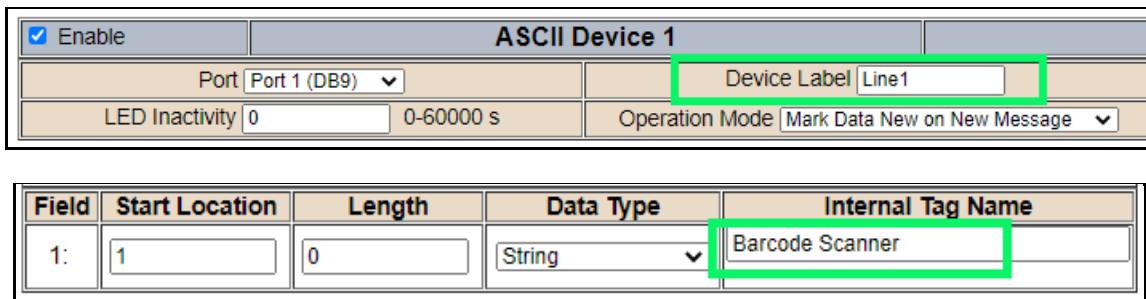 Enable ASCII Device 1
Port Port 1 (DB9) Device Label Line1
LED Inactivity 0 0-60000 s Operation Mode Mark Data New on New Message
Field Start Location Length Data Type Internal Tag Name
1: 1 0 String Barcode Scanner